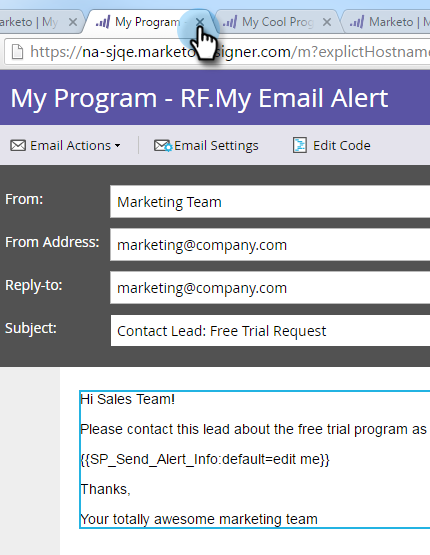 Marketo | My
My Program
My Cool Prog
Marketo | M
https://na-sjqe.marketo signer.com/m?explictHostname
My Program - RF.My Email Alert
Email Actions Email Settings Edit Code
From: Marketing Team
From Address: marketing@company.com
Reply-to: marketing@company.com
Subject: Contact Lead: Free Trial Request
Hi Sales Team!
Please contact this lead about the free trial program as
{{SP_Send_Alert_Info:default=edit me}}
Thanks,
Your totally awesome marketing team